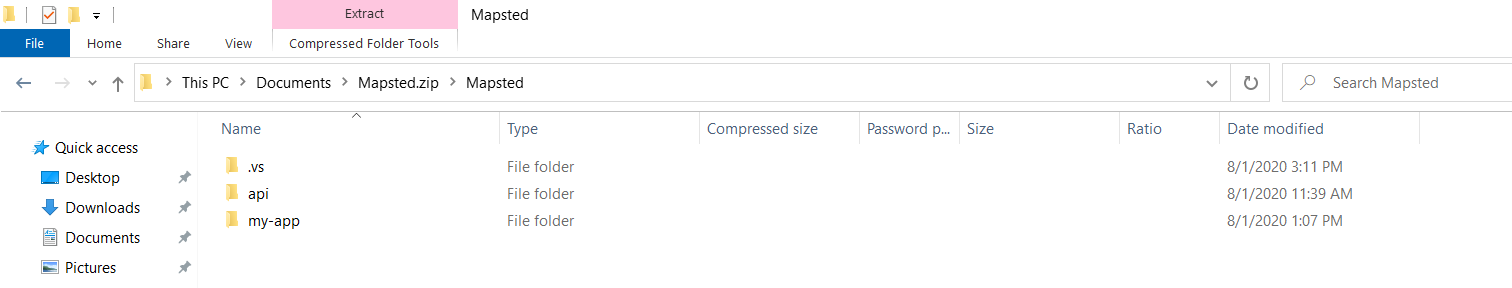 Extract Mapsted
File Home Share View Compressed Folder Tools
This PC Documents Mapsted.zip Mapsted Search Mapsted
Name Type Compressed size Password p... Size Ratio Date modified
Quick access
.vs File folder 8/1/2020 3:11 PM
Desktop
api File folder 8/1/2020 11:39 AM
Downloads
my-app File folder 8/1/2020 1:07 PM
Documents
Pictures